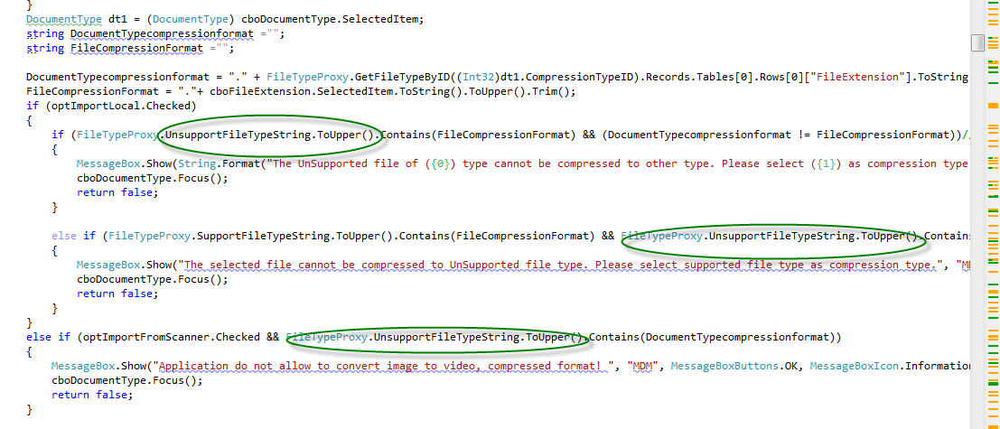 }
DocumentType dt1 = (DocumentType) cboDocumentType.SelectedItem;
string DocumentTypecompressionformat ="";
string FileCompressionFormat ="";
DocumentTypecompressionformat = "." + FileTypeProxy.GetFileTypeByID((Int32)dt1.CompressionTypeID).Records.Tables[0].Rows[0]["FileExtension"].ToString
FileCompressionFormat = "."+ cboFileExtension.SelectedItem.ToString().ToUpper().Trim();
if (optImportLocal.Checked)
{
if (FileTypeProxy.UnsupportFileTypeString.ToUpper().Contains(FileCompressionFormat) && (DocumentTypecompressionformat != FileCompressionFormat))/
{
MessageBox.Show(String.Format("The UnSupported file of ({0}) type cannot be compressed to other type. Please select ({1}) as compression type
cboDocumentType.Focus();
return false;
}
else if (FileTypeProxy.SupportFileTypeString.ToUpper().Contains(FileCompressionFormat) && FileTypeProxy.UnsupportFileTypeString.ToUpper().Contains
{
MessageBox.Show("The selected file cannot be compressed to UnSupported file type. Please select supported file type as compression type.", "M
cboDocumentType.Focus();
return false;
}
}
else if (optImportFromScanner.Checked && FileTypeProxy.UnsupportFileTypeString.ToUpper().Contains(DocumentTypecompressionformat))
{
MessageBox.Show("Application do not allow to convert image to video, compressed format! ", "MDM", MessageBoxButtons.OK, MessageBoxIcon.Information
cboDocumentType.Focus();
return false;
}